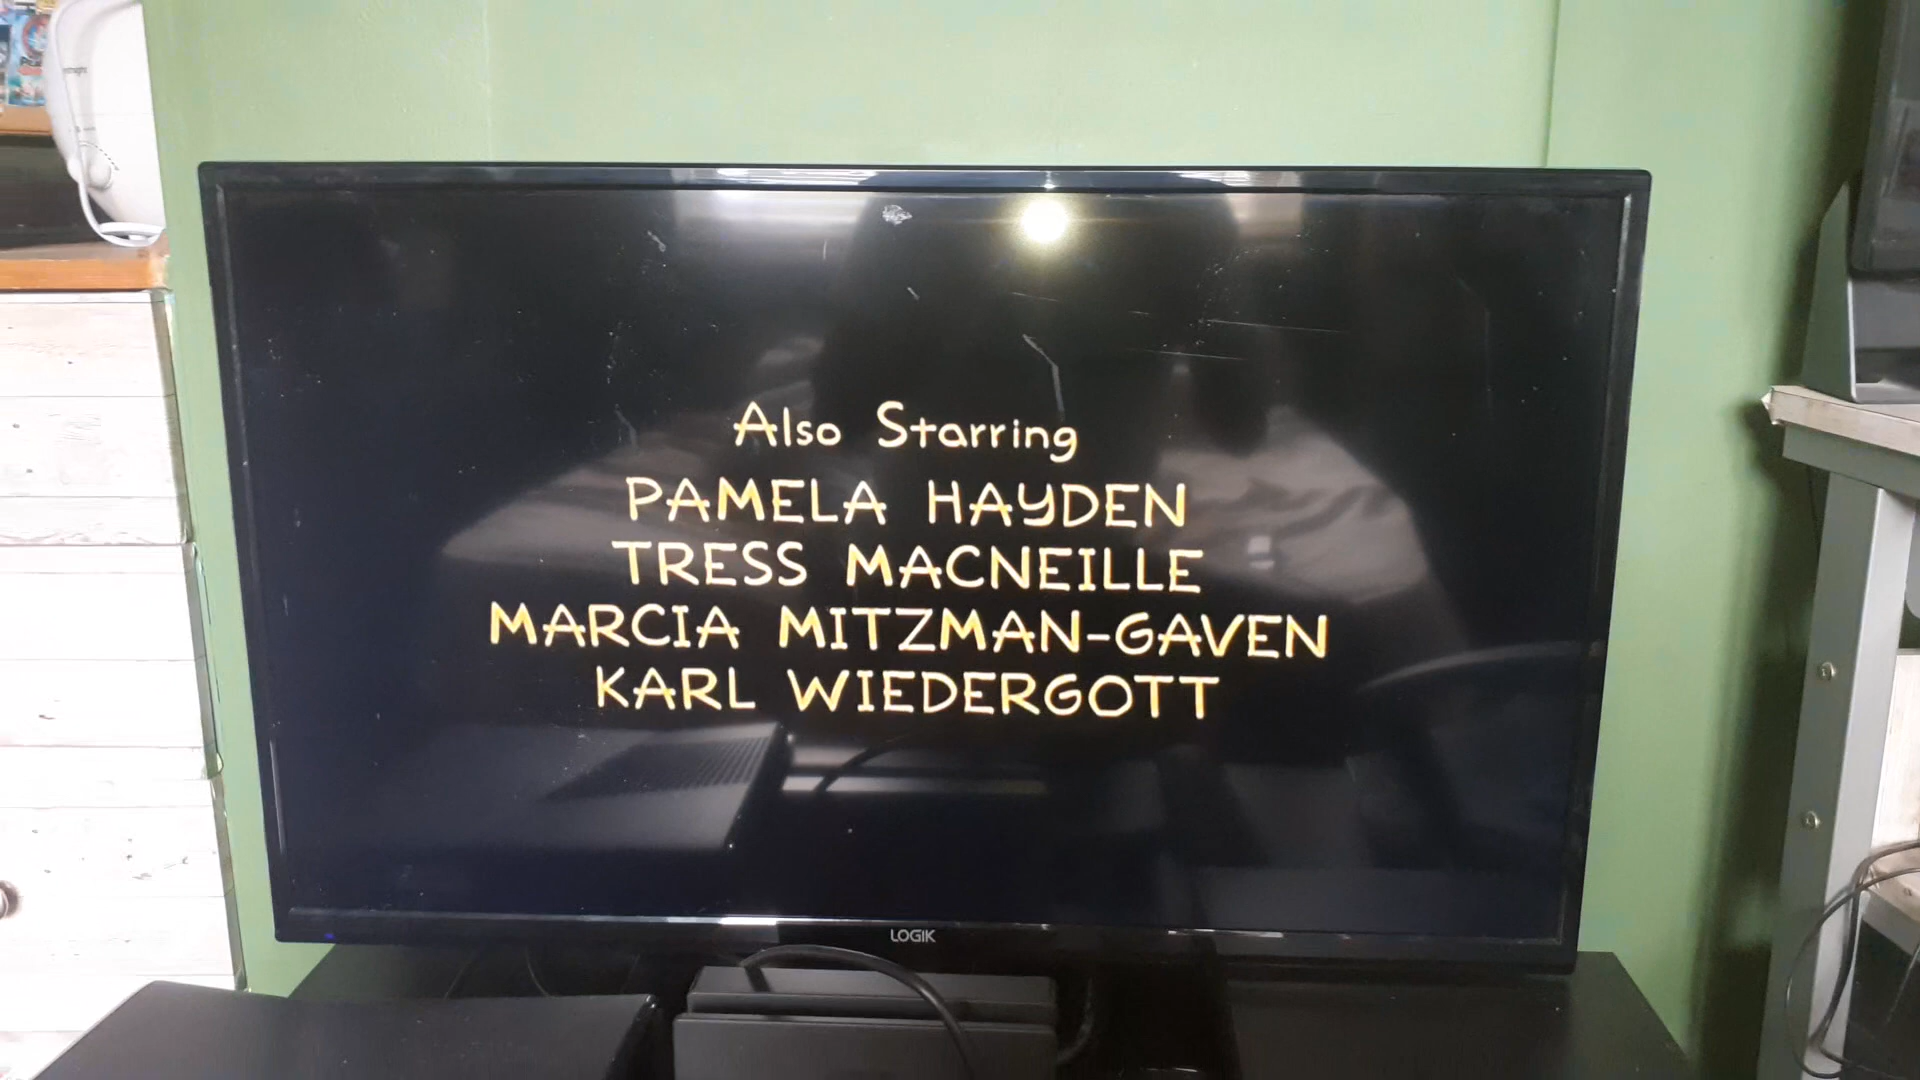 Also Starring
PAMELA HAYDEN
TRESS MACNEILLE
MARCIA MITZMAN-GAVEN
KARL WIEDERGOTT
LOGIK